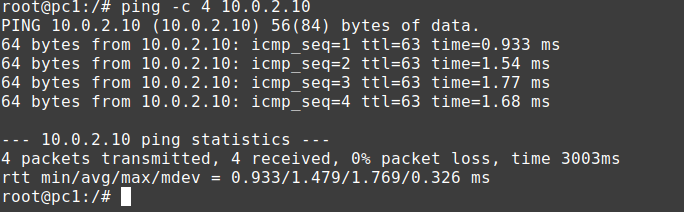 root@pc1:/# ping -c 4 10.0.2.10
PING 10.0.2.10 (10.0.2.10) 56(84) bytes of data.
64 bytes from 10.0.2.10: icmp_seq=1 ttl=63 time=0.933 ms
64 bytes from 10.0.2.10: icmp_seq=2 ttl=63 time=1.54 ms
64 bytes from 10.0.2.10: icmp_seq=3 ttl=63 time=1.77 ms
64 bytes from 10.0.2.10: icmp_seq=4 ttl=63 time=1.68 ms

--- 10.0.2.10 ping statistics ---
4 packets transmitted, 4 received, 0% packet loss, time 3003ms
rtt min/avg/max/mdev = 0.933/1.479/1.769/0.326 ms
root@pc1:/#